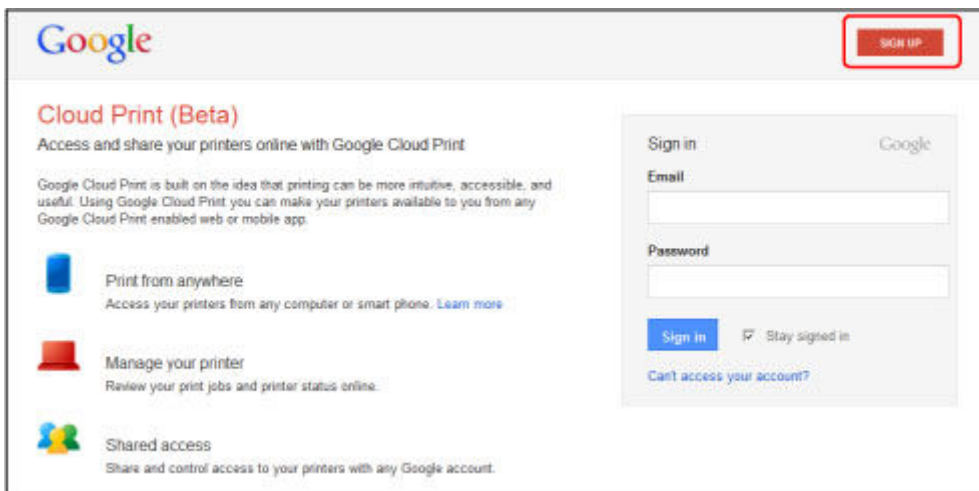 Google
SIGN UP
Cloud Print (Beta)
Access and share your printers online with Google Cloud Print
Google Cloud Print is built on the idea that printing can be more intuitive, accessible, and
useful. Using Google Cloud Print you can make your printers available to you from any
Google Cloud Print enabled web or mobile app.
Print from anywhere
Access your printers from any computer or smart phone. Learn more
Manage your printer
Review your print jobs and printer status online.
Shared access
Share and control access to your printers with any Google account.
Sign in Google
Email
Password
Sign in Stay signed in
Can't access your account?